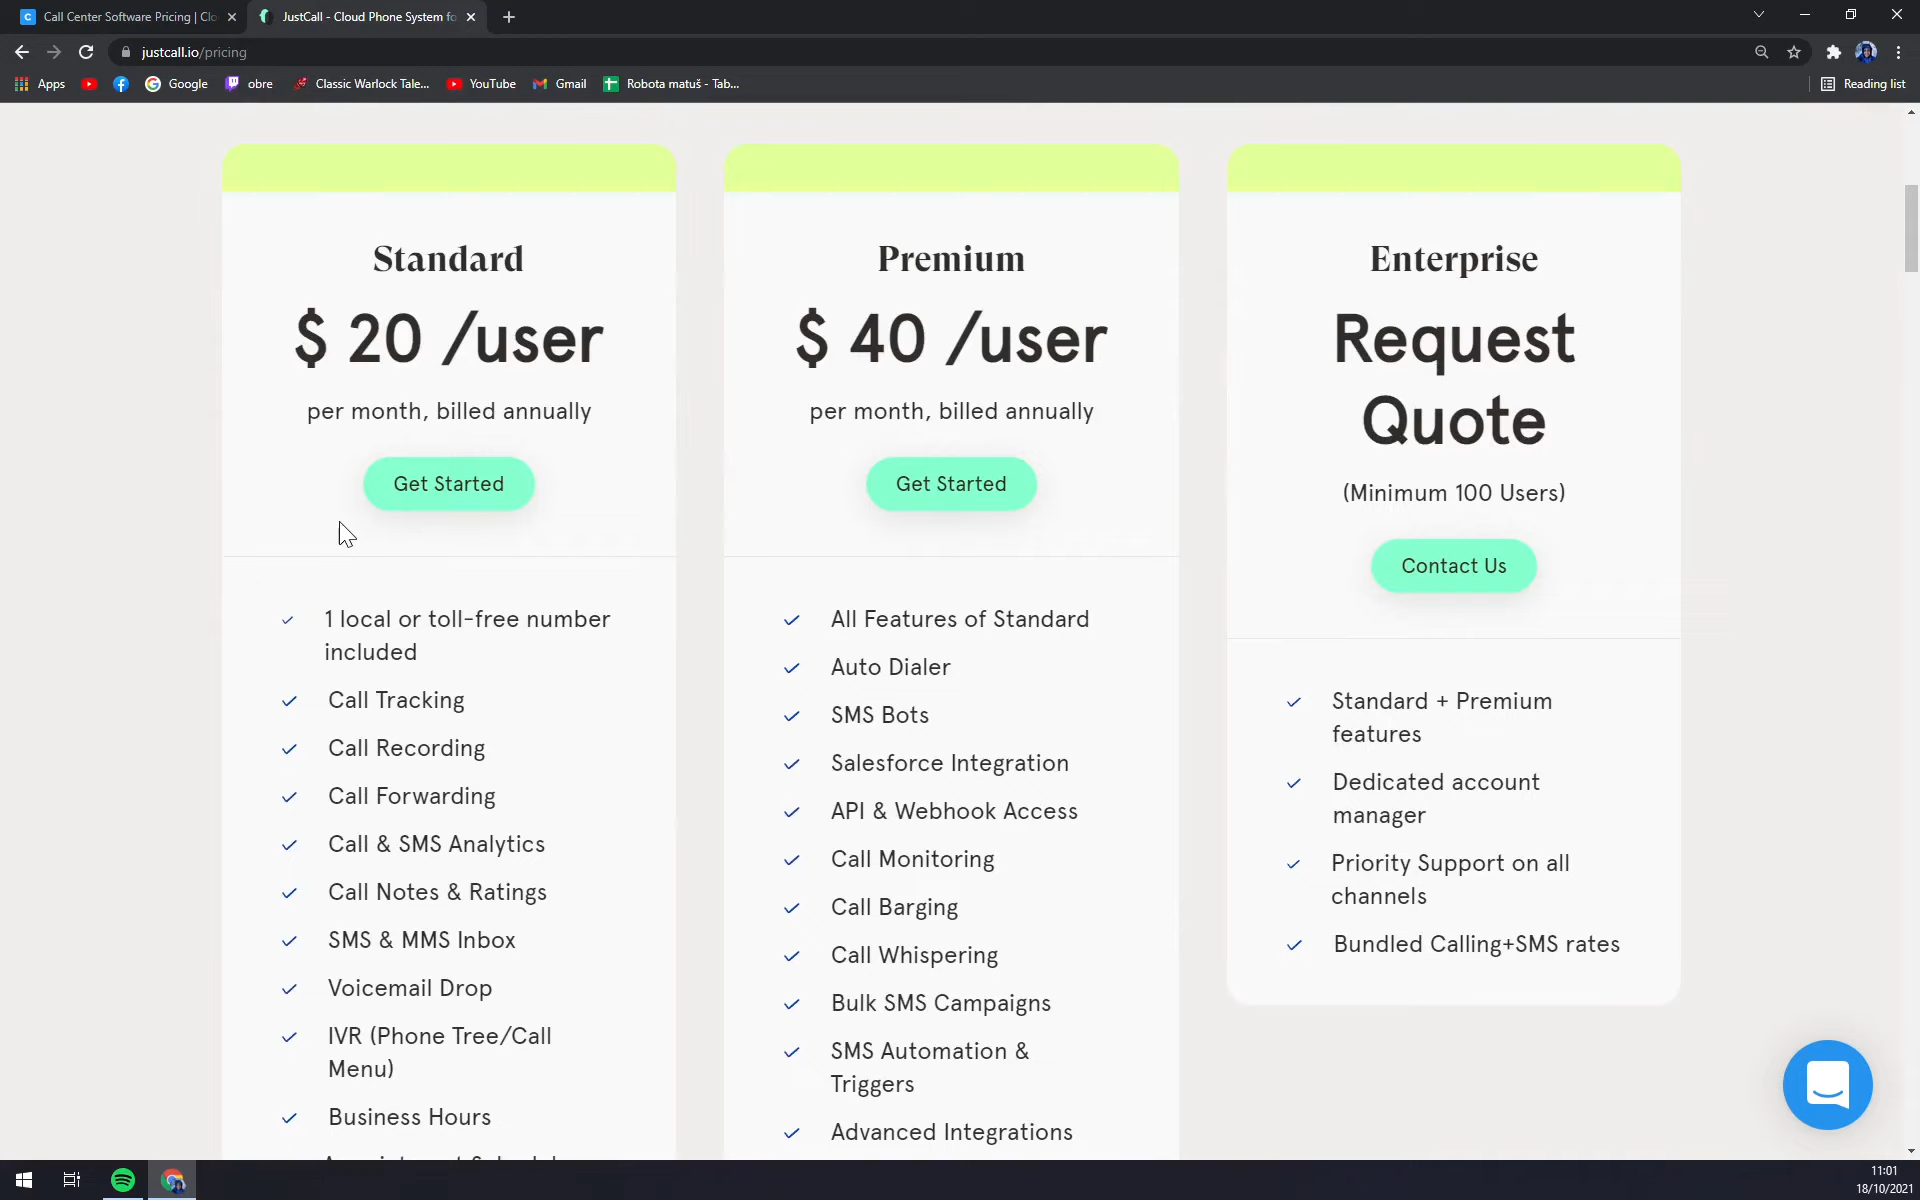 Call Center Software Pricing | Clo
JustCall - Cloud Phone System fo
justcall.io/pricing
Apps
Google
obre
Classic Warlock Tale...
YouTube
Gmail
Robota matuš - Tab...
Reading list
Standard
$ 20 /user
per month, billed annually
Get Started
1 local or toll-free number
included
Call Tracking
Call Recording
Call Forwarding
Call & SMS Analytics
Call Notes & Ratings
SMS & MMS Inbox
Voicemail Drop
IVR (Phone Tree/Call
Menu)
Business Hours
Premium
$ 40 /user
per month, billed annually
Get Started
All Features of Standard
Auto Dialer
SMS Bots
Salesforce Integration
API & Webhook Access
Call Monitoring
Call Barging
Call Whispering
Bulk SMS Campaigns
SMS Automation &
Triggers
Advanced Integrations
Enterprise
Request
Quote
(Minimum 100 Users)
Contact Us
Standard + Premium
features
Dedicated account
manager
Priority Support on all
channels
Bundled Calling+SMS rates
11:01
18/10/2021